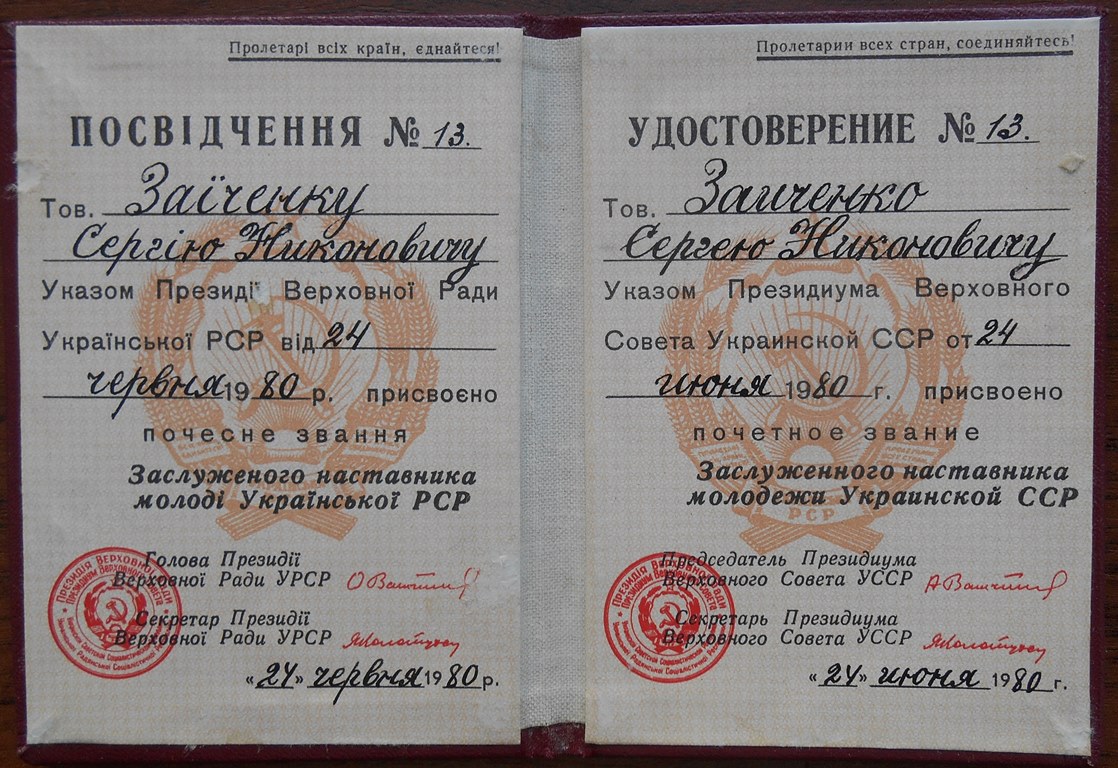 Пролетарі всіх країн, єднайтеся!
ПОСВІДЧЕННЯ № 13.
Тов. Заїченку
Сергію Никоновичу
Указом Президії Верховної Ради
Української РСР від 24
червня 1980 р. присвоєно
почесне звання
Заслуженого наставника
молоді Української РСР
Голова Президії
Верховної Ради УРСР
Секретар Президії
Верховної Ради УРСР
«24» червня 1980 р.
Пролетарии всех стран, соединяйтесь!
УДОСТОВЕРЕНИЕ № 13.
Тов. Заиченко
Сергею Никоновичу
Указом Президиума Верховного
Совета Украинской ССР от 24
июня 1980 г. присвоено
почетное звание
Заслуженного наставника
молодежи Украинской ССР
РСР
Председатель Президиума
Верховного Совета УССР
Секретарь Президиума
Верховного Совета УССР
«24» июня 1980 г.